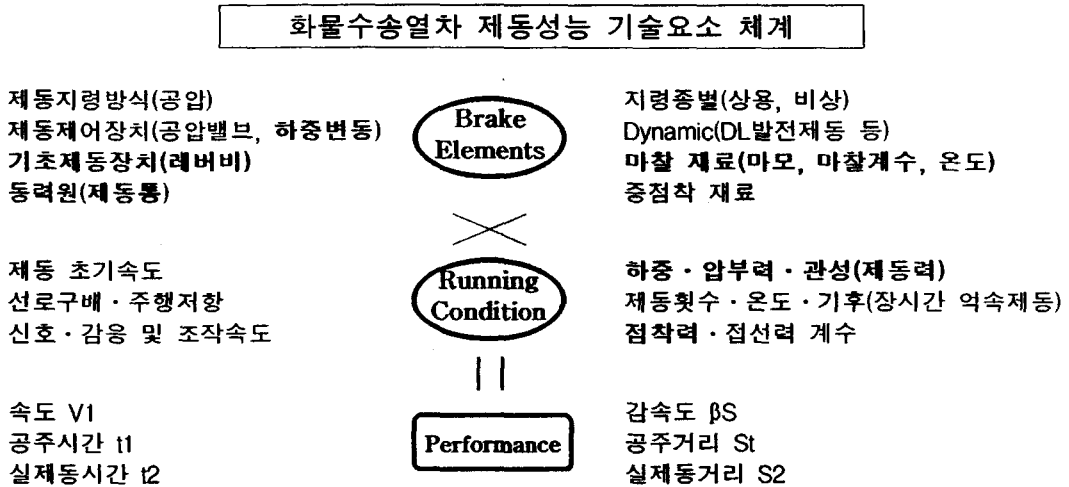 화물수송열차 제동성능 기술요소 체계
제동지령방식(공압)
제동제어장치(공압밸브, 하중변동)
기초제동장치(레버비)
동력원(제동통)
Brake
Elements
지령종별(상용, 비상)
Dynamic(DL발전제동 등)
마찰 재료(마모, 마찰계수, 온도)
중점착 재료
제동 초기속도
선로구배・주행저항
신호・감응 및 조작속도
Running
Condition
하중・압부력・관성(제동력)
제동횟수・온도・기후(장시간 억속제동)
점착력・접선력 계수
속도 V1
공주시간 t1
실제동시간 t2
Performance
감속도 βS
공주거리 St
실제동거리 S2